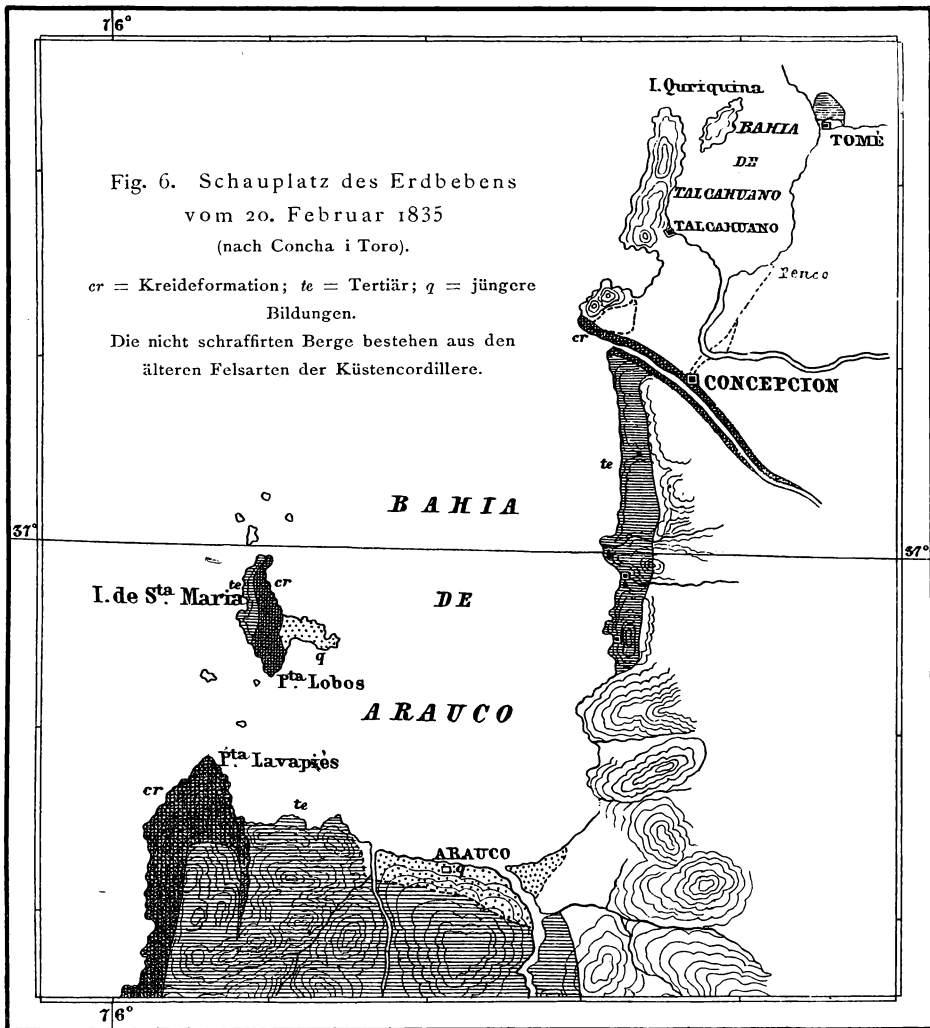 76°
I. Quriquina
BAHIA
DE
TALCAHUANO
TOMÉ
TALCAHUANO
Fig. 6. Schauplatz des Erdbebens
vom 20. Februar 1835
(nach Concha i Toro).
cr = Kreideformation; te = Tertiär; q = jüngere
Bildungen.
Die nicht schraffirten Berge bestehen aus den
älteren Felsarten der Küstencordillere.
Penco
cr
CONCEPCION
te
BAHIA
37°
37°
te
cr
I. de Sta. Maria
DE
q
Pta. Lobos
ARAUCO
Pta. Lavapiés
cr
te
ARAUCO
q
76°